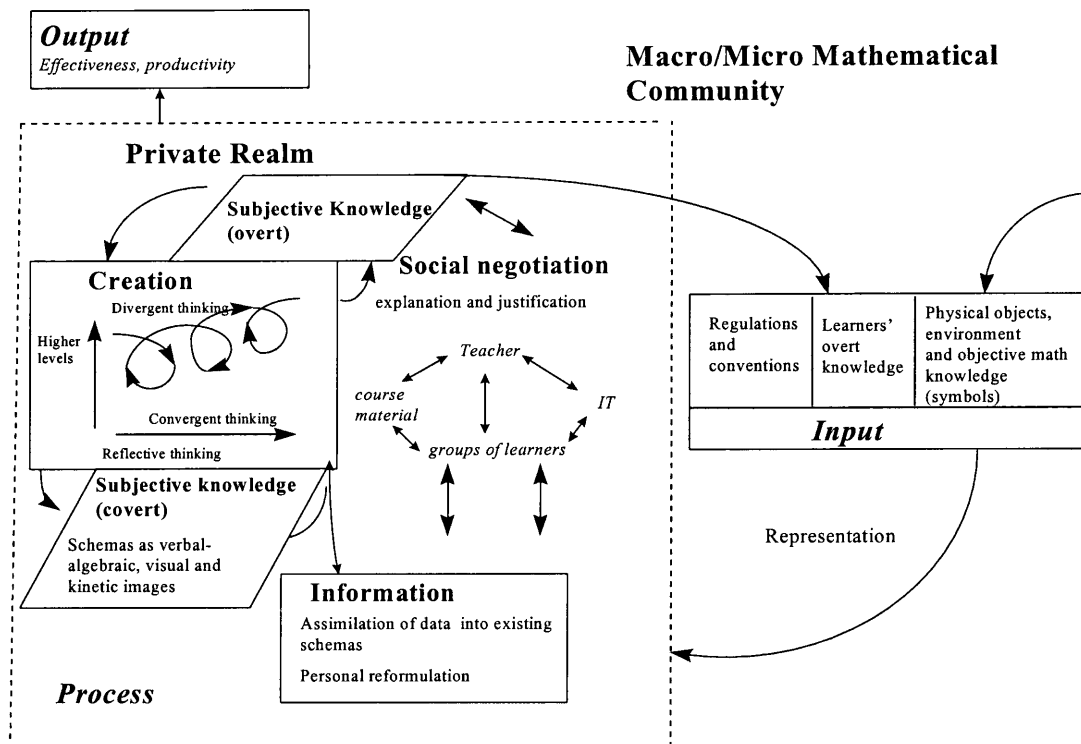 Output
Effectiveness, productivity
Macro/Micro Mathematical
Community
Private Realm
Subjective Knowledge
(overt)
Creation
Divergent thinking
Higher
levels
Convergent thinking
Reflective thinking
Social negotiation
explanation and justification
Teacher
course
material
IT
groups of learners
Subjective knowledge
(covert)
Schemas as verbal-
algebraic, visual and
kinetic images
Information
Assimilation of data into existing
schemas
Personal reformulation
Process
Regulations
and
conventions
Learners'
overt
knowledge
Physical objects,
environment
and objective math
knowledge
(symbols)
Input
Representation